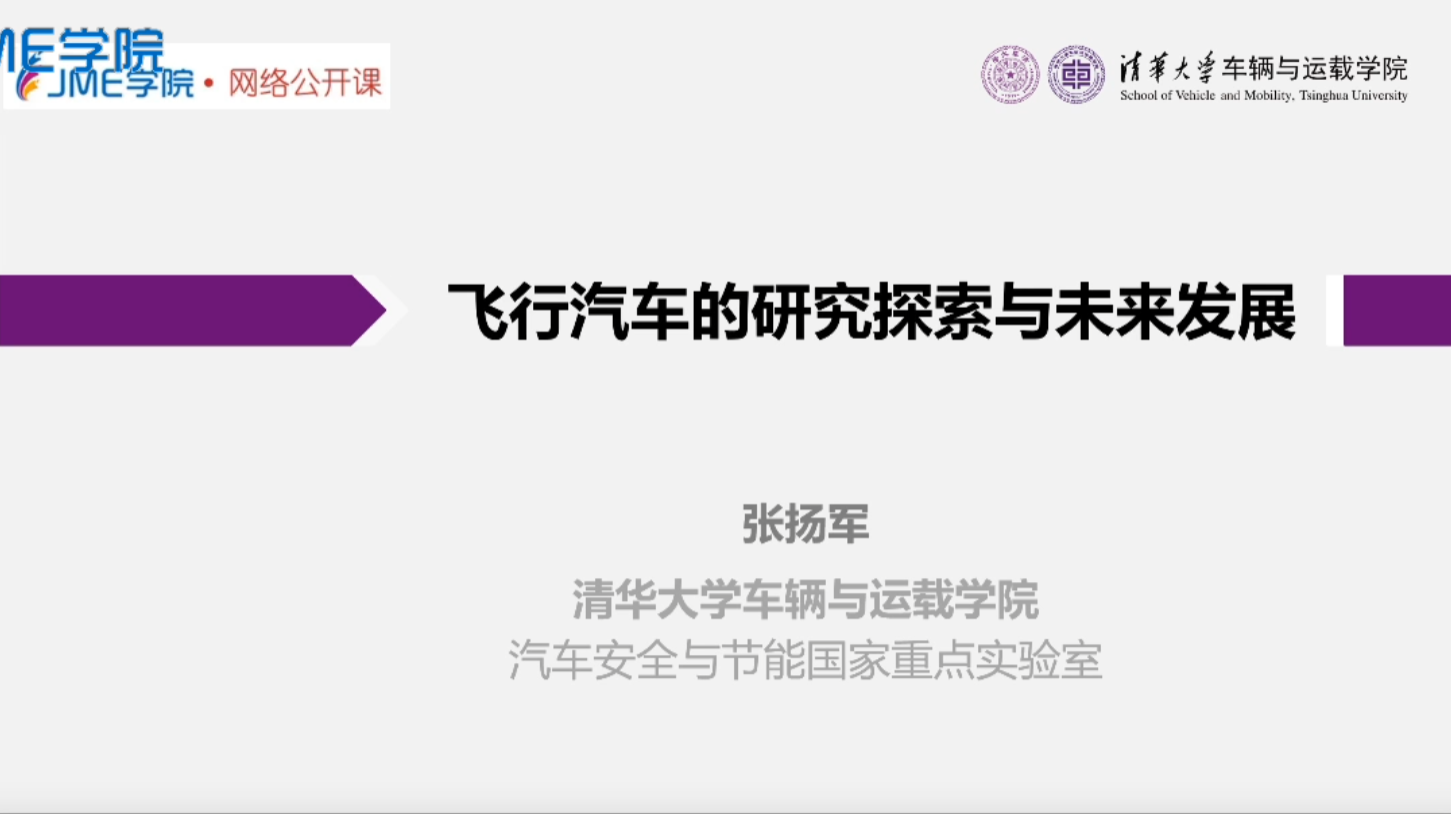 ME学院
JME学院·网络公开课
清华大学车辆与运载学院
School of Vehicle and Mobility, Tsinghua University
飞行汽车的研究探索与未来发展
张扬军
清华大学车辆与运载学院
汽车安全与节能国家重点实验室